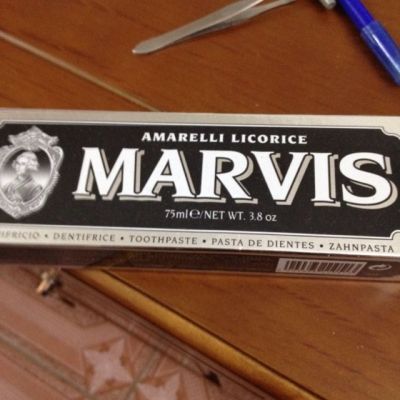 AMARELLI LICORICE
MARVIS
75ml℮/NET WT. 3.8 oz
• DENTIFRICE • TOOTHPASTE • PASTA DE DIENTES • ZAHNPASTA